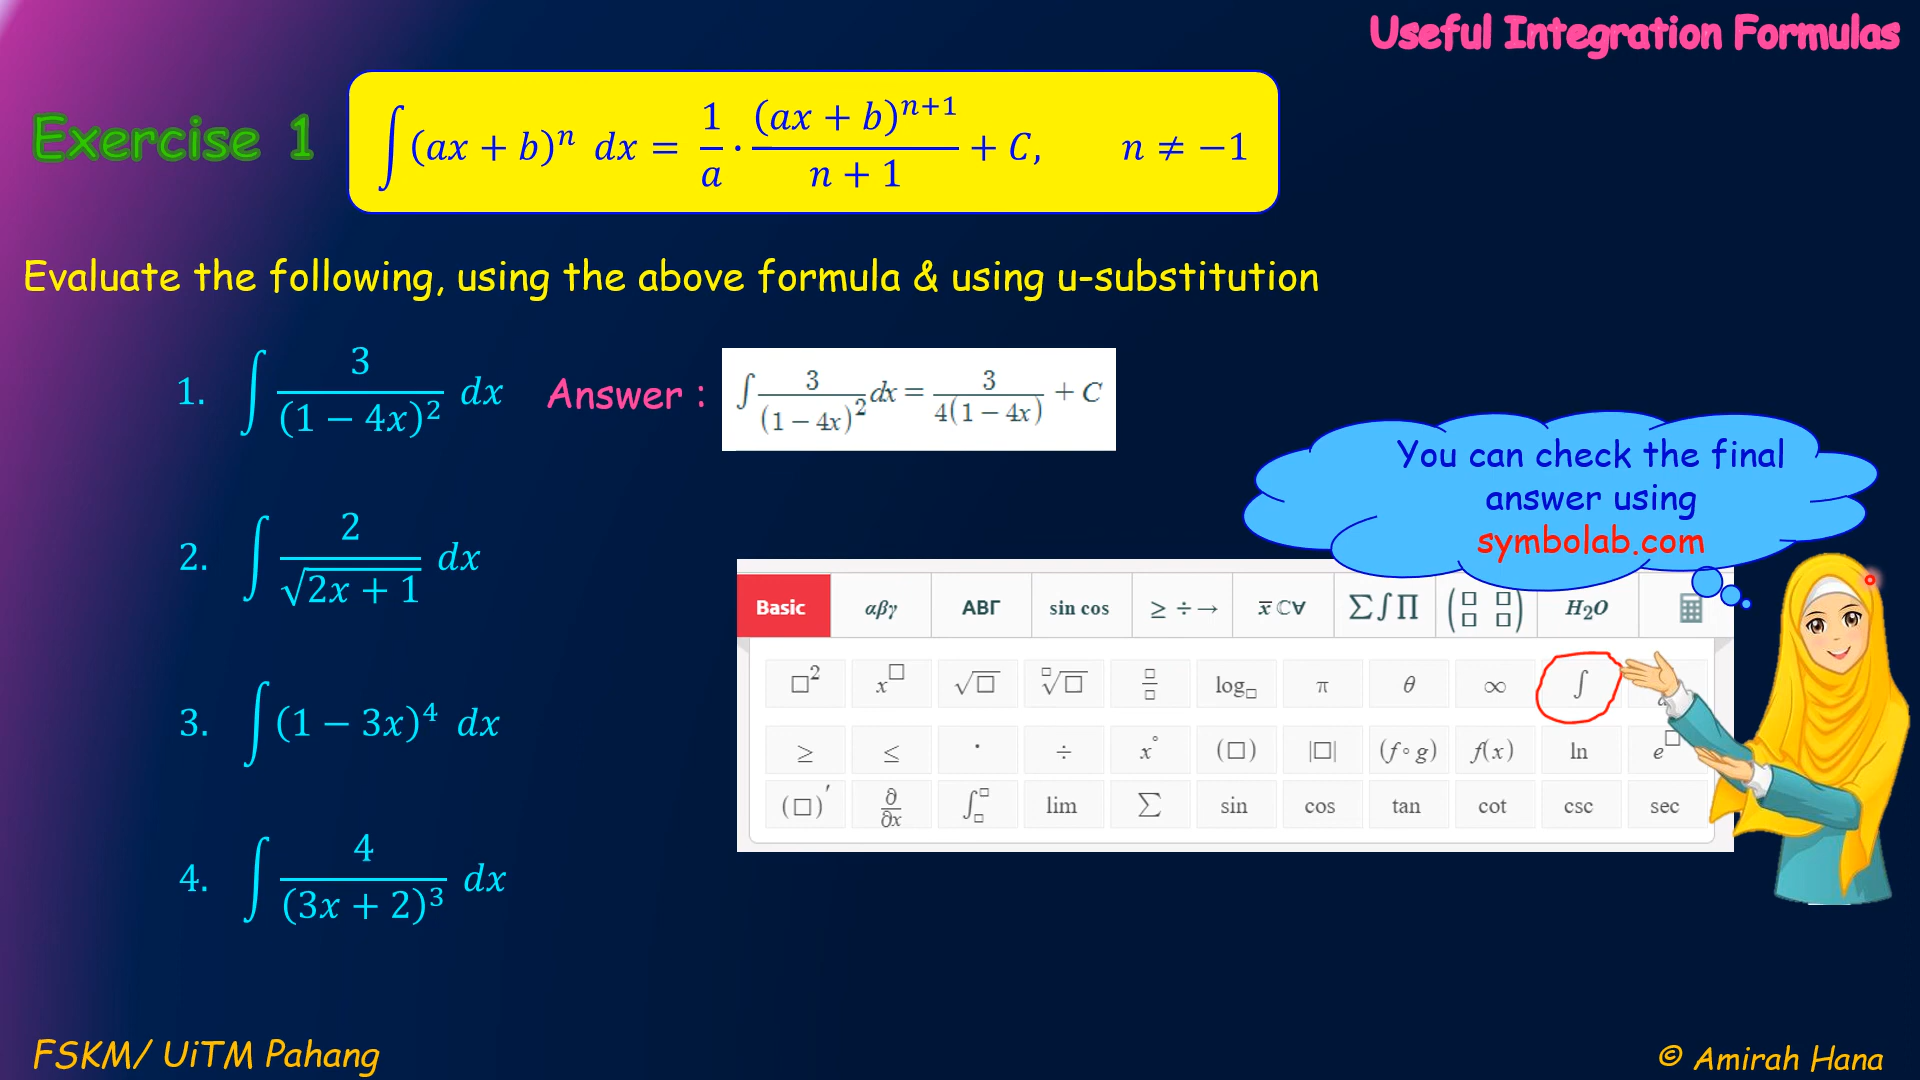 Useful Integration Formulas
Exercise 1
∫(ax + b)ⁿ dx = 1/a · (ax + b)ⁿ⁺¹/(n + 1) + C, n ≠ −1
Evaluate the following, using the above formula & using u-substitution
1. ∫ 3/(1 − 4x)² dx Answer : ∫ 3/(1 − 4x)² dx = 3/(4(1 − 4x)) + C
2. ∫ 2/√(2x + 1) dx
3. ∫(1 − 3x)⁴ dx
4. ∫ 4/(3x + 2)³ dx
You can check the final
answer using
symbolab.com
Basic αβγ ΑΒΓ sin cos ≥ ÷ → x̄ ℂ ∀ ∑ ∫ ∏ (□ □ □ □) H₂O
□² x^□ √□ □√□ □/□ log□ π θ ∞ ∫
≥ ≤ · ÷ x° (□) |□| (f ∘ g) f(x) ln e^□
(□)′ ∂/∂x ∫□□ lim ∑ sin cos tan cot csc sec
FSKM/ UiTM Pahang
© Amirah Hana